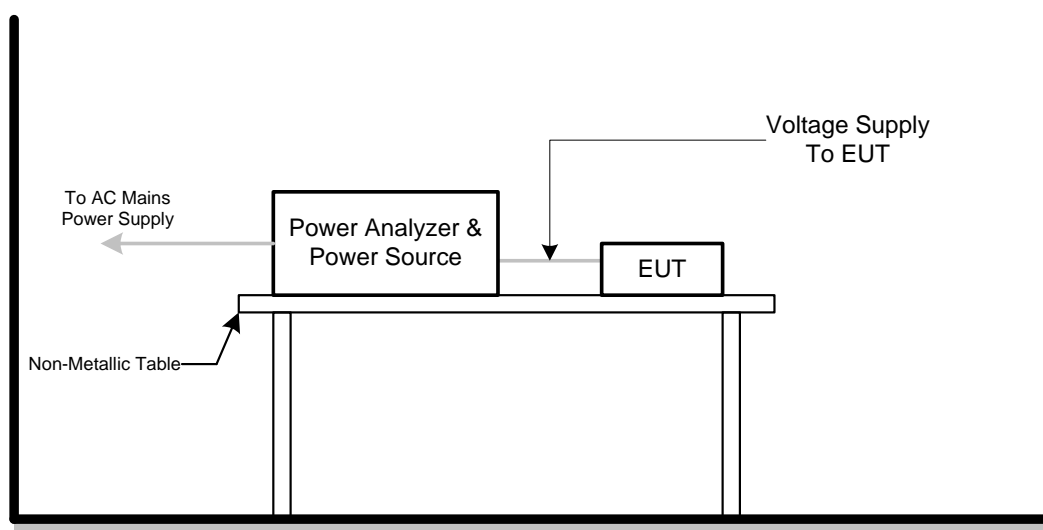 Voltage Supply
To EUT
To AC Mains
Power Supply
Power Analyzer &
Power Source
EUT
Non-Metallic Table